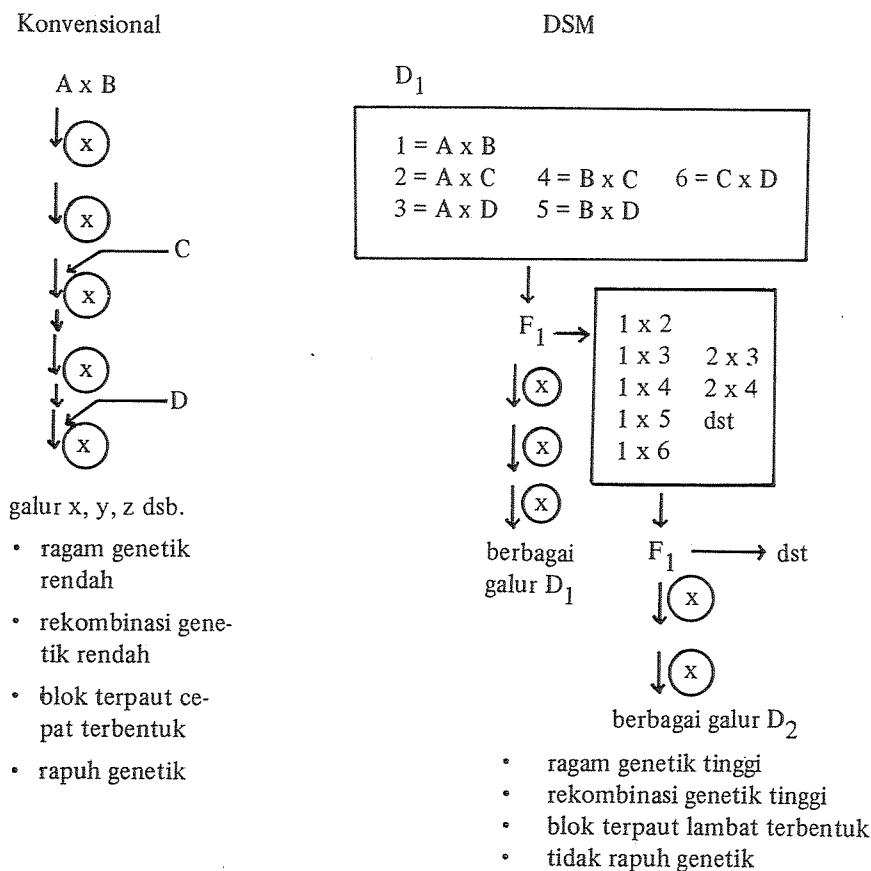 Konvensional
A x B
x
x
C
x
x
D
x
galur x, y, z dsb.
• ragam genetik
rendah
• rekombinasi gene-
tik rendah
• blok terpaut ce-
pat terbentuk
• rapuh genetik
DSM
D1
1 = A x B
2 = A x C 4 = B x C 6 = C x D
3 = A x D 5 = B x D
F1
1 x 2
1 x 3 2 x 3
1 x 4 2 x 4
1 x 5 dst
1 x 6
x
x
x
berbagai
galur D1
F1 dst
x
x
berbagai galur D2
• ragam genetik tinggi
• rekombinasi genetik tinggi
• blok terpaut lambat terbentuk
• tidak rapuh genetik